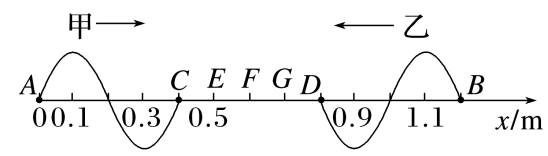 甲 乙
A C E F G D B
0 0.1 0.3 0.5 0.9 1.1 x/m